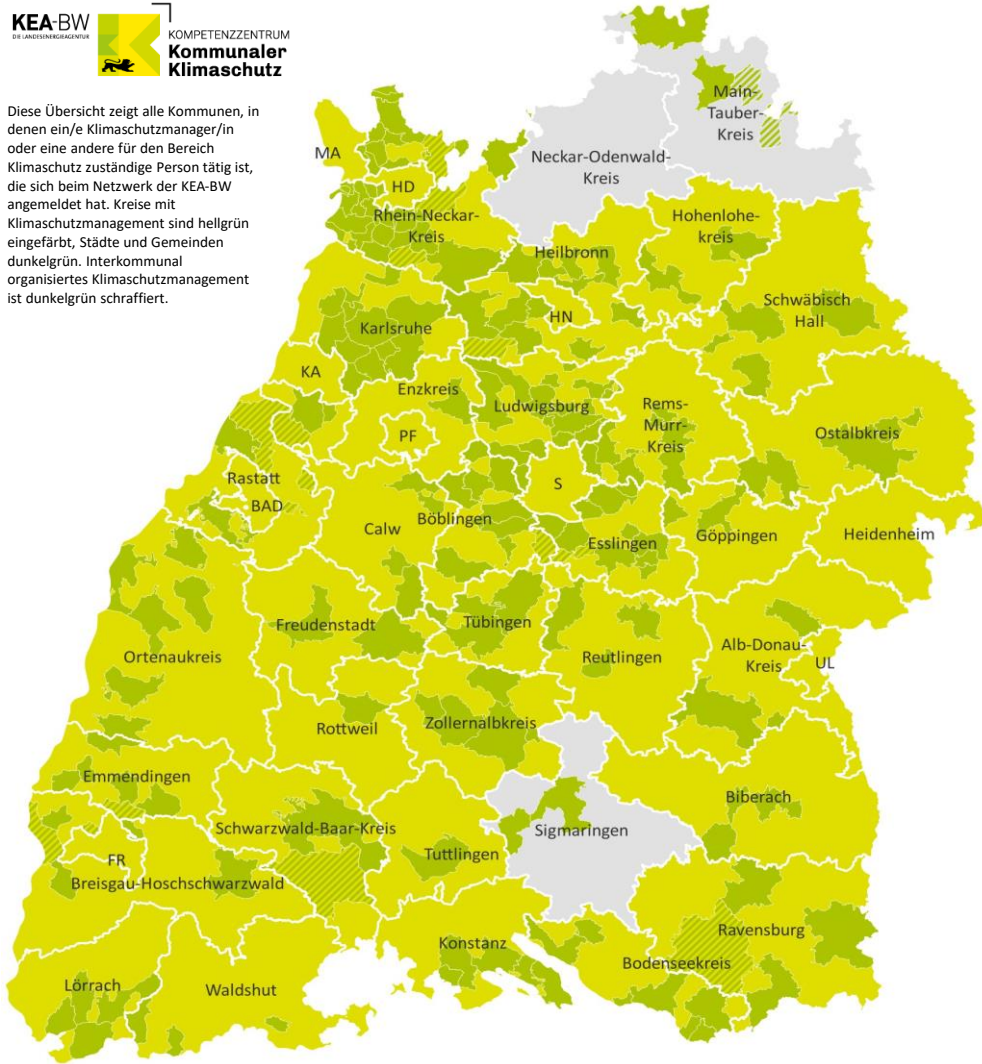 KEA-BW
DIE LANDESENERGIEAGENTUR
KOMPETENZZENTRUM
Kommunaler
Klimaschutz
Diese Übersicht zeigt alle Kommunen, in
denen ein/e Klimaschutzmanager/in
oder eine andere für den Bereich
Klimaschutz zuständige Person tätig ist,
die sich beim Netzwerk der KEA-BW
angemeldet hat. Kreise mit
Klimaschutzmanagement sind hellgrün
eingefärbt, Städte und Gemeinden
dunkelgrün. Interkommunal
organisiertes Klimaschutzmanagement
ist dunkelgrün schraffiert.
Main-
Tauber-
Kreis
MA
Neckar-Odenwald-
Kreis
HD
Rhein-Neckar-
Kreis
Hohenlohe-
kreis
Heilbronn
Schwäbisch
Hall
HN
Karlsruhe
KA
Enzkreis
Ludwigsburg
Rems-
Murr-
Kreis
PF
Ostalbkreis
Rastatt
S
BAD
Calw
Böblingen
Esslingen
Göppingen
Heidenheim
Freudenstadt
Tübingen
Ortenaukreis
Reutlingen
Alb-Donau-
Kreis
UL
Rottweil
Zollernalbkreis
Emmendingen
Biberach
Schwarzwald-Baar-Kreis
Sigmaringen
Tuttlingen
FR
Breisgau-Hoschschwarzwald
Ravensburg
Konstanz
Bodenseekreis
Lörrach
Waldshut